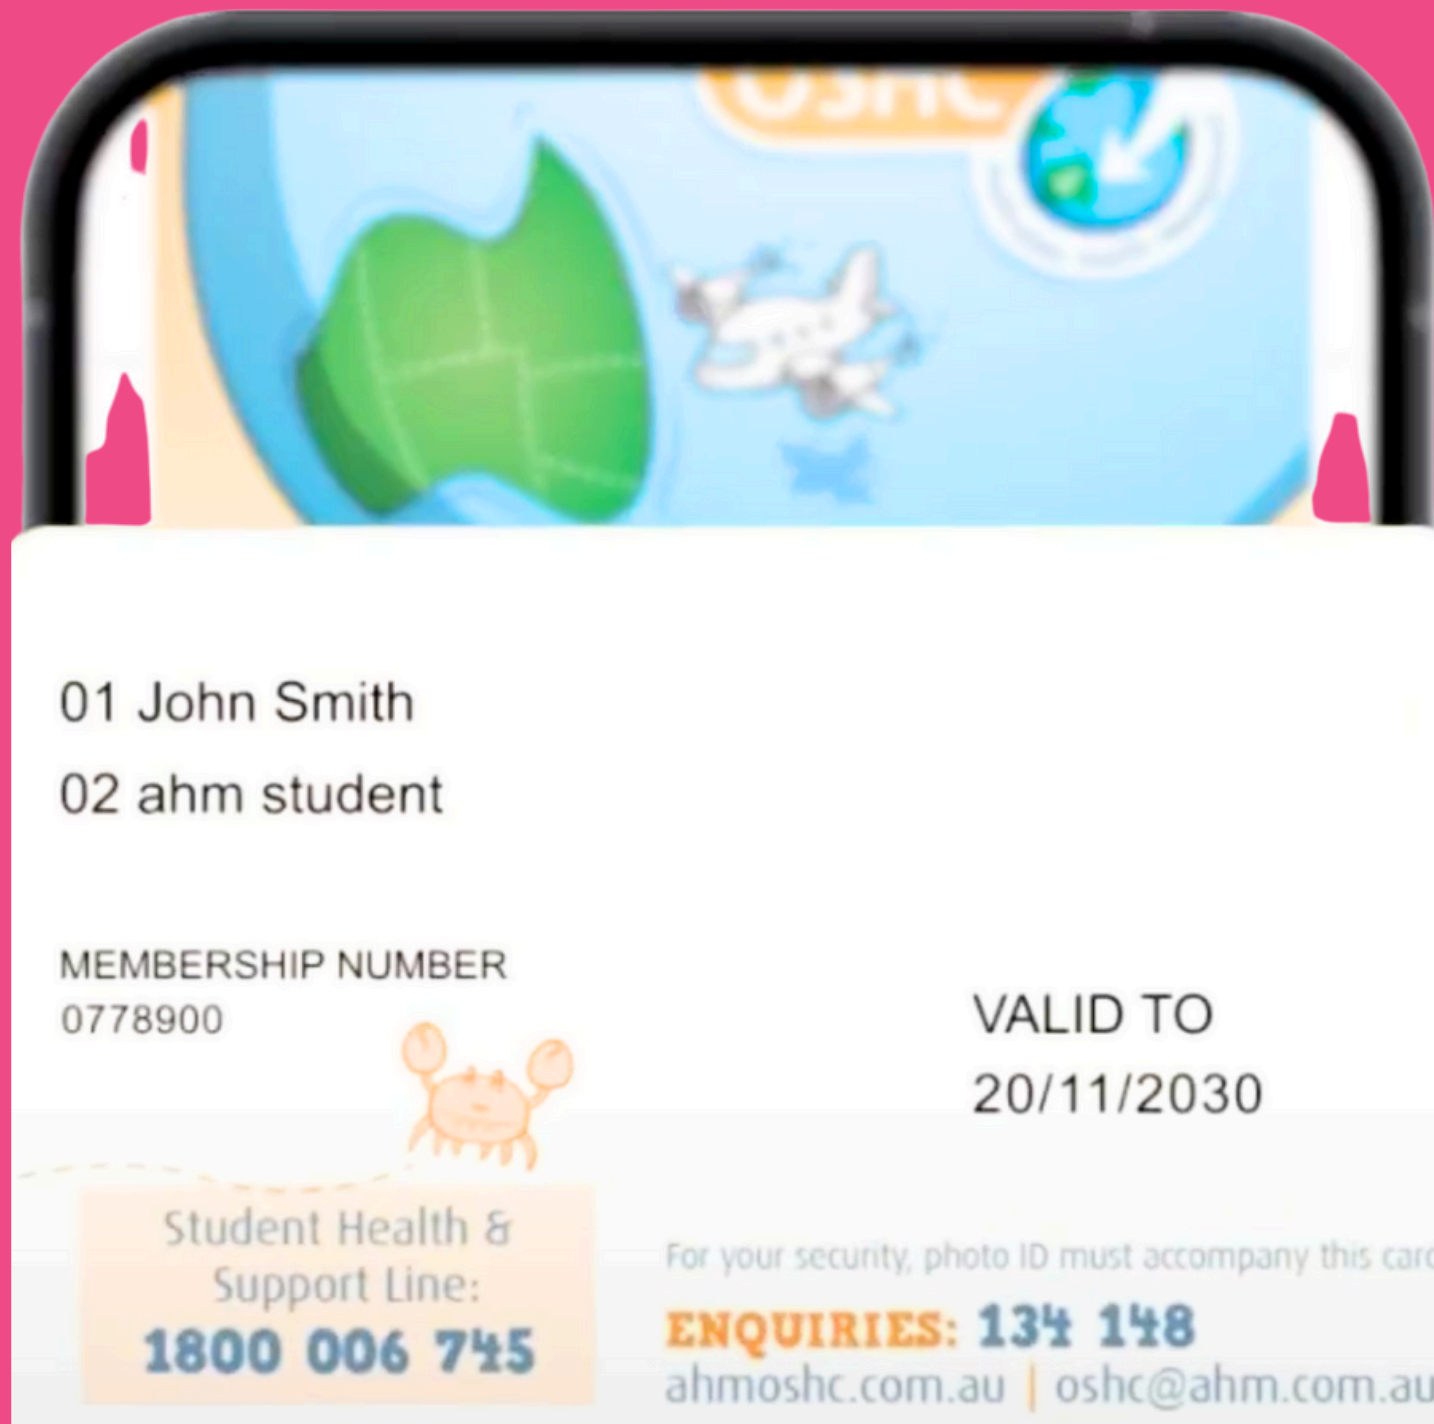 OSHC
01 John Smith
02 ahm student
MEMBERSHIP NUMBER
0778900
VALID TO
20/11/2030
Student Health &
Support Line:
1800 006 745
For your security, photo ID must accompany this card
ENQUIRIES: 134 148
ahmoshc.com.au | oshc@ahm.com.au